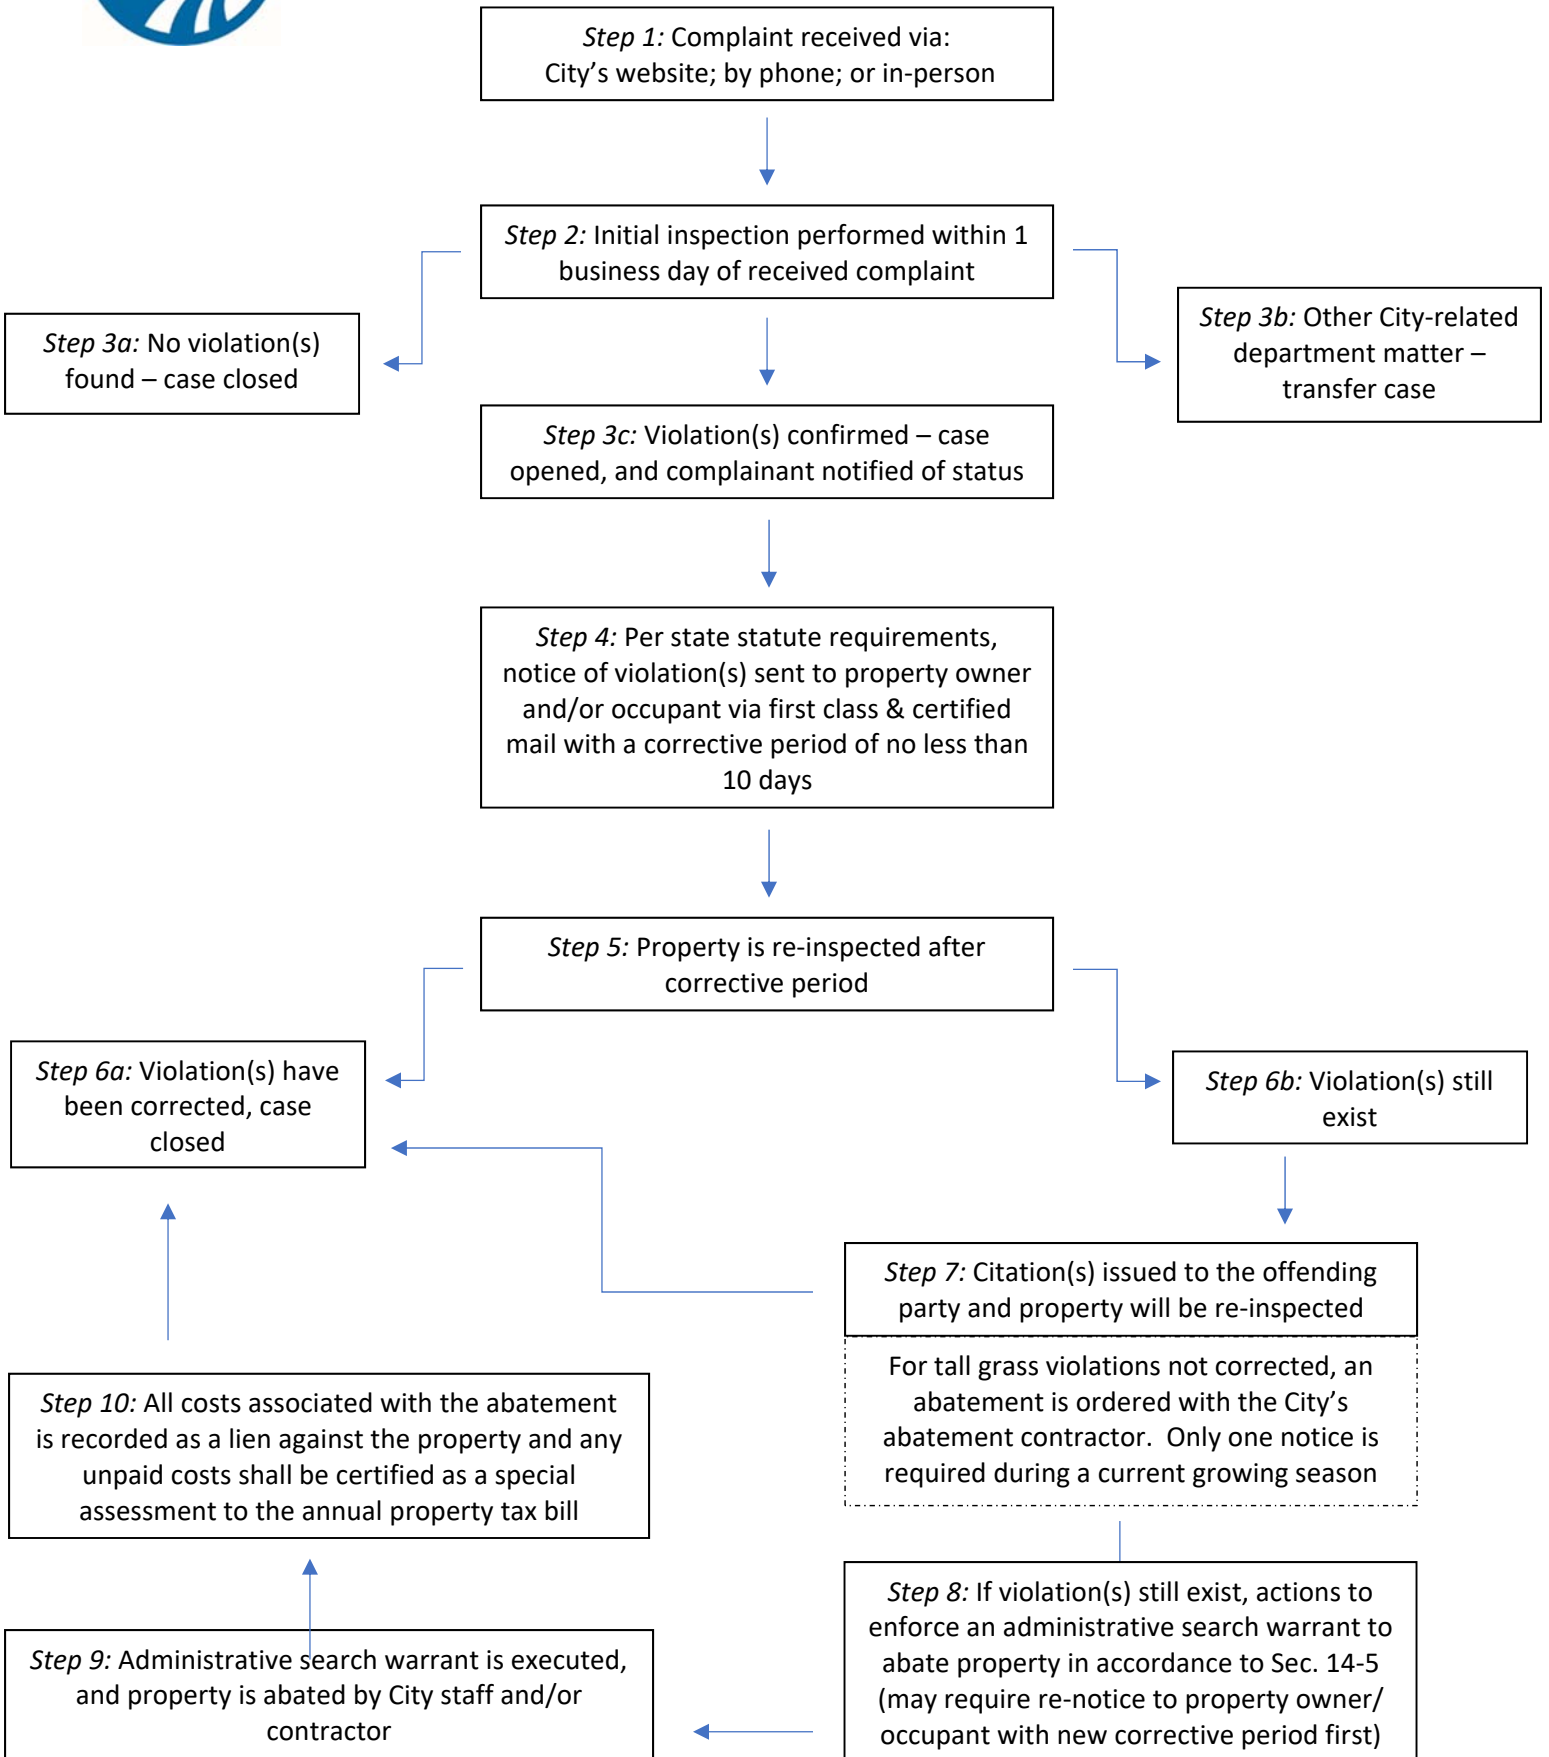 Step 1: Complaint received via:
City’s website; by phone; or in-person
Step 2: Initial inspection performed within 1
business day of received complaint
Step 3a: No violation(s)
found – case closed
Step 3b: Other City-related
department matter –
transfer case
Step 3c: Violation(s) confirmed – case
opened, and complainant notified of status
Step 4: Per state statute requirements,
notice of violation(s) sent to property owner
and/or occupant via first class & certified
mail with a corrective period of no less than
10 days
Step 5: Property is re-inspected after
corrective period
Step 6a: Violation(s) have
been corrected, case
closed
Step 6b: Violation(s) still
exist
Step 7: Citation(s) issued to the offending
party and property will be re-inspected
For tall grass violations not corrected, an
abatement is ordered with the City’s
abatement contractor.  Only one notice is
required during a current growing season
Step 8: If violation(s) still exist, actions to
enforce an administrative search warrant to
abate property in accordance to Sec. 14-5
(may require re-notice to property owner/
occupant with new corrective period first)
Step 9: Administrative search warrant is executed,
and property is abated by City staff and/or
contractor
Step 10: All costs associated with the abatement
is recorded as a lien against the property and any
unpaid costs shall be certified as a special
assessment to the annual property tax bill